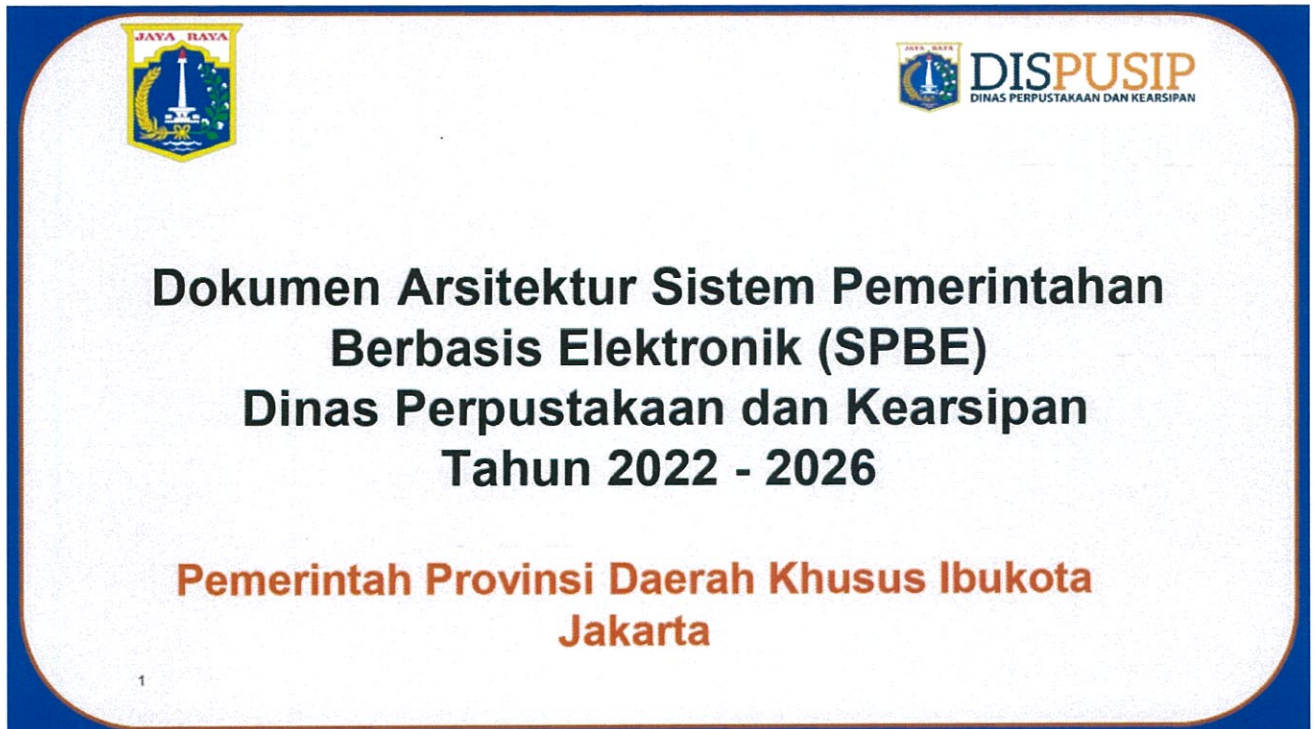 JAYA RAYA
JAYA RAYA
DISPUSIP
DINAS PERPUSTAKAAN DAN KEARSIPAN
Dokumen Arsitektur Sistem Pemerintahan
Berbasis Elektronik (SPBE)
Dinas Perpustakaan dan Kearsipan
Tahun 2022 - 2026
Pemerintah Provinsi Daerah Khusus Ibukota
Jakarta
1